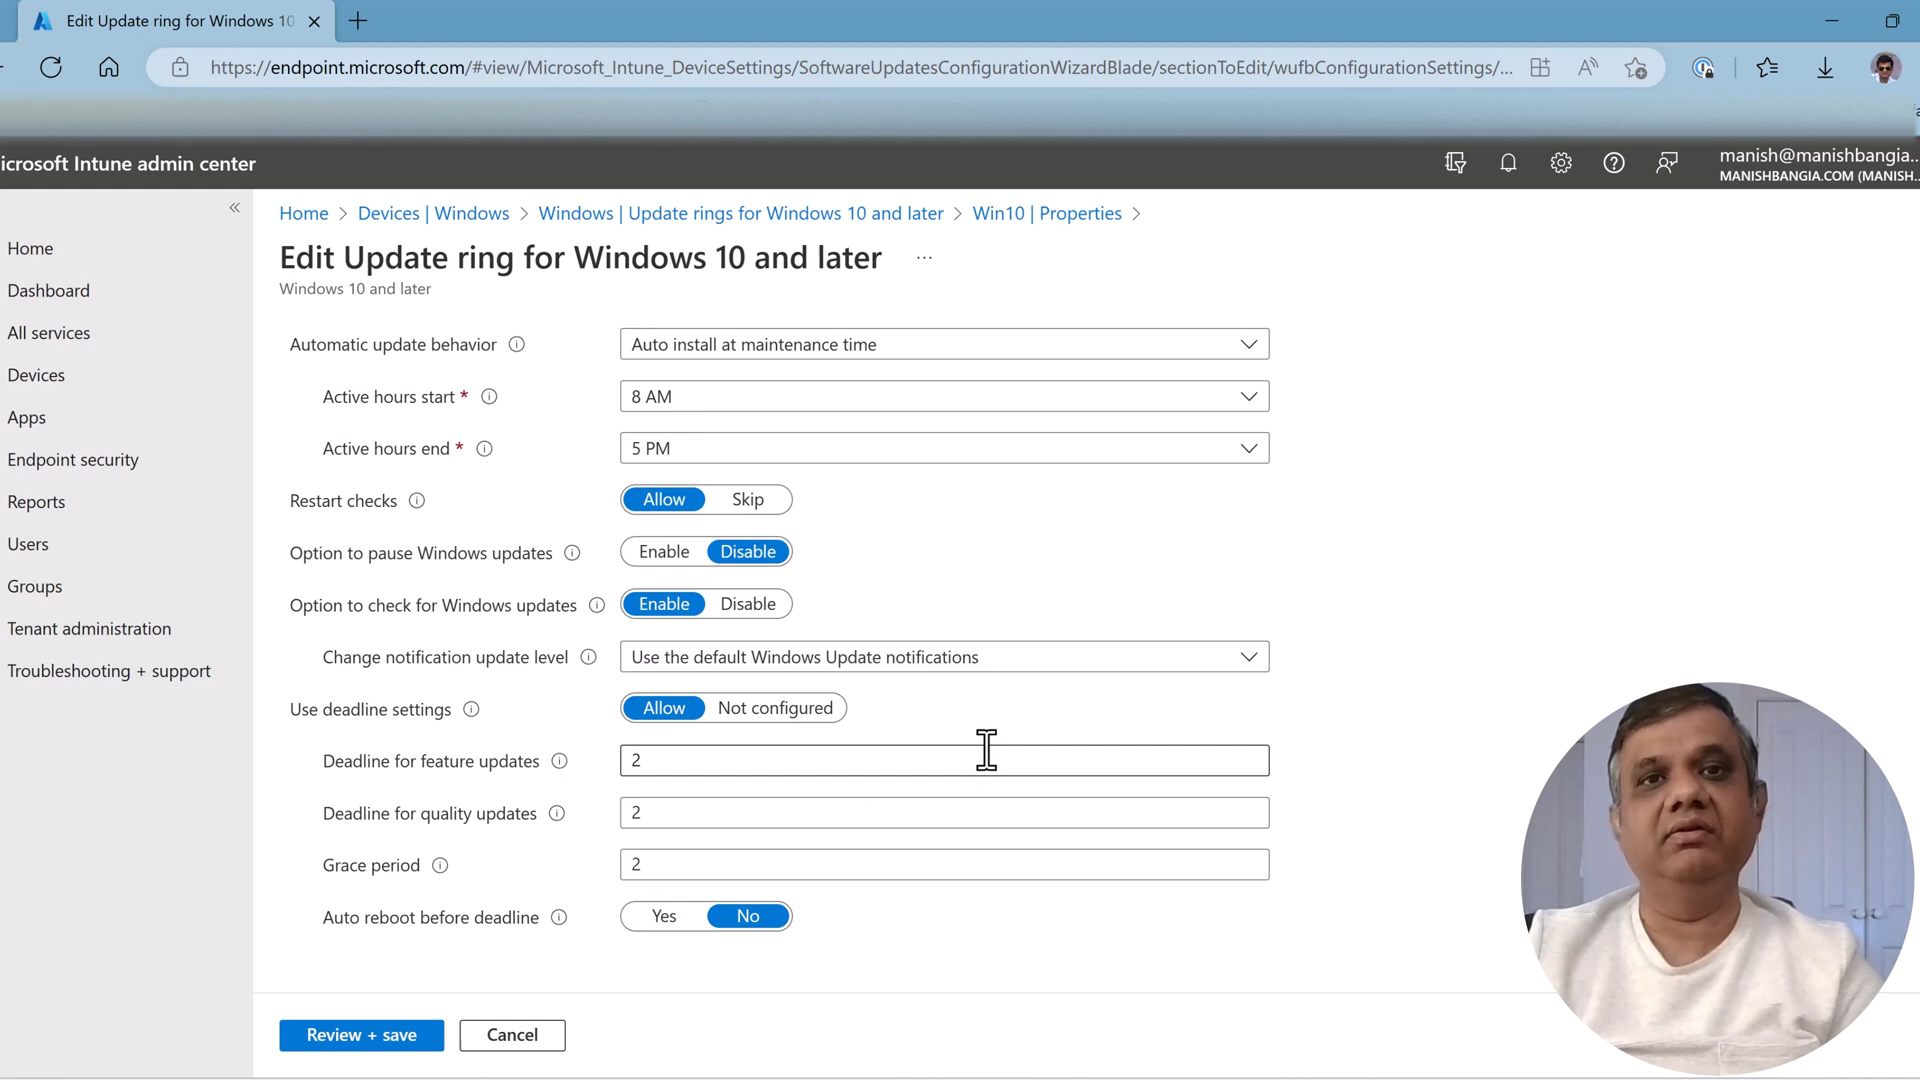 Edit Update ring for Windows 10
https://endpoint.microsoft.com/#view/Microsoft_Intune_DeviceSettings/SoftwareUpdatesConfigurationWizardBlade/sectionToEdit/wufbConfigurationSettings/...
icrosoft Intune admin center
manish@manishbangia..
MANISHBANGIA.COM (MANISH..
Home
Dashboard
All services
Devices
Apps
Endpoint security
Reports
Users
Groups
Tenant administration
Troubleshooting + support
Home > Devices | Windows > Windows | Update rings for Windows 10 and later > Win10 | Properties >
Edit Update ring for Windows 10 and later ...
Windows 10 and later
Automatic update behavior Auto install at maintenance time
Active hours start * 8 AM
Active hours end * 5 PM
Restart checks Allow Skip
Option to pause Windows updates Enable Disable
Option to check for Windows updates Enable Disable
Change notification update level Use the default Windows Update notifications
Use deadline settings Allow Not configured
Deadline for feature updates 2
Deadline for quality updates 2
Grace period 2
Auto reboot before deadline Yes No
Review + save Cancel